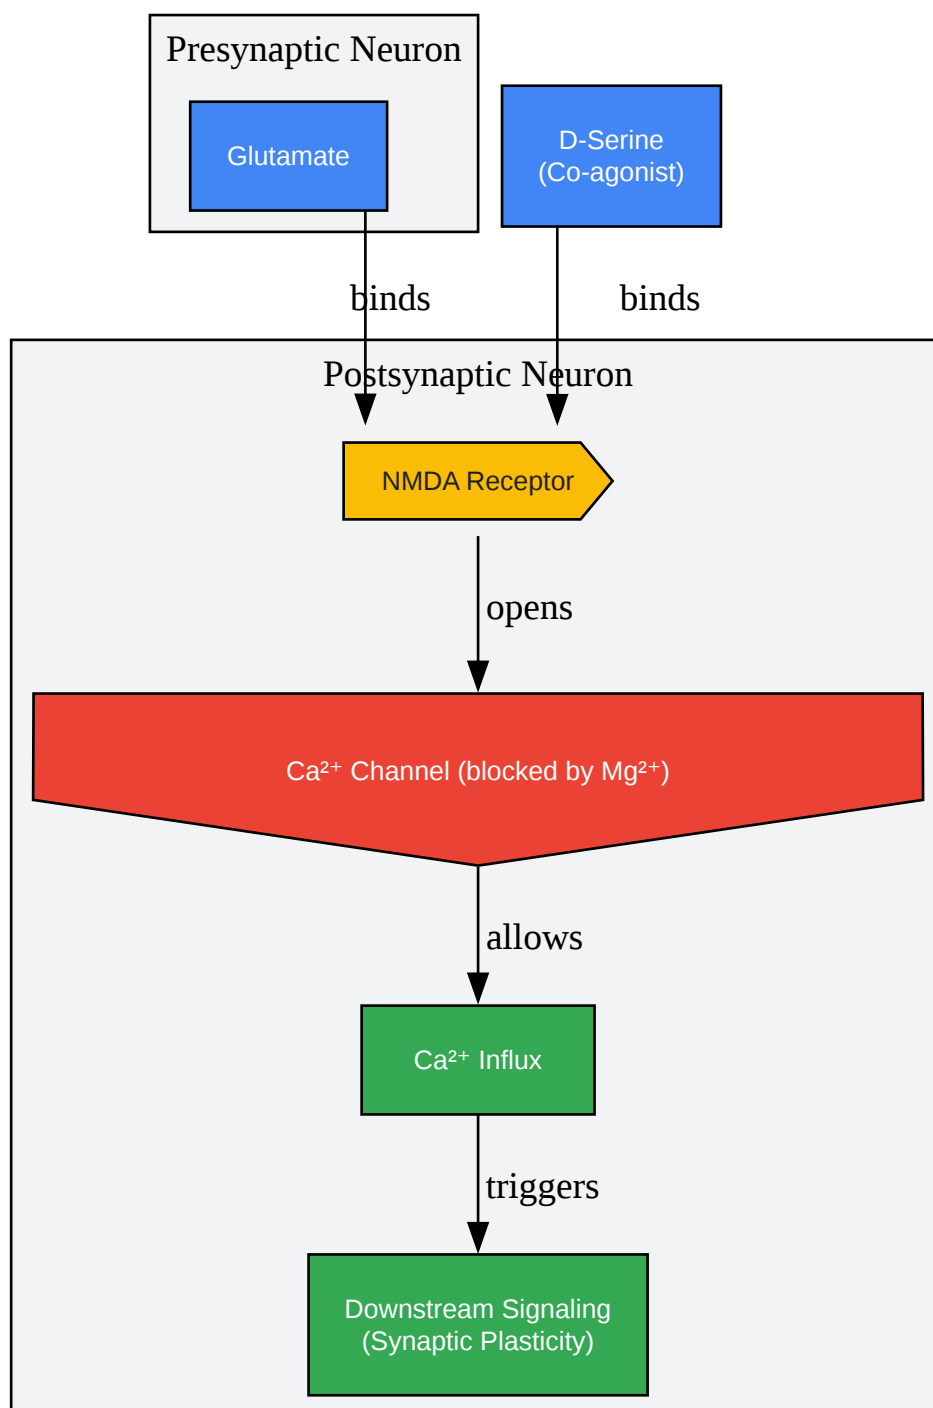 Presynaptic Neuron
Glutamate
D-Serine
(Co-agonist)
binds
binds
Postsynaptic Neuron
NMDA Receptor
opens
Ca²⁺ Channel (blocked by Mg²⁺)
allows
Ca²⁺ Influx
triggers
Downstream Signaling
(Synaptic Plasticity)